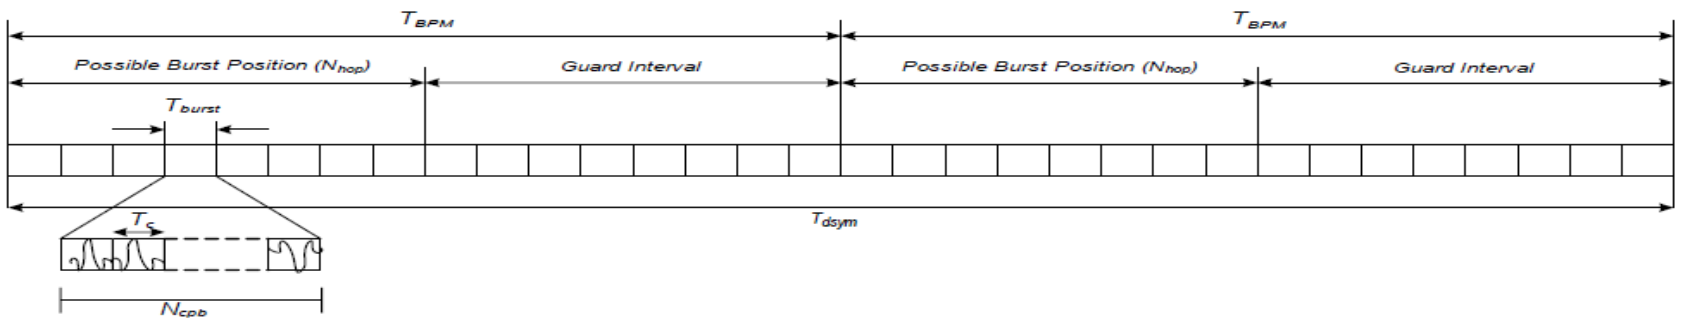 T_BPM T_BPM
Possible Burst Position (N_hop) Guard Interval Possible Burst Position (N_hop) Guard Interval
T_burst
T_dsym
T_c
N_cpb